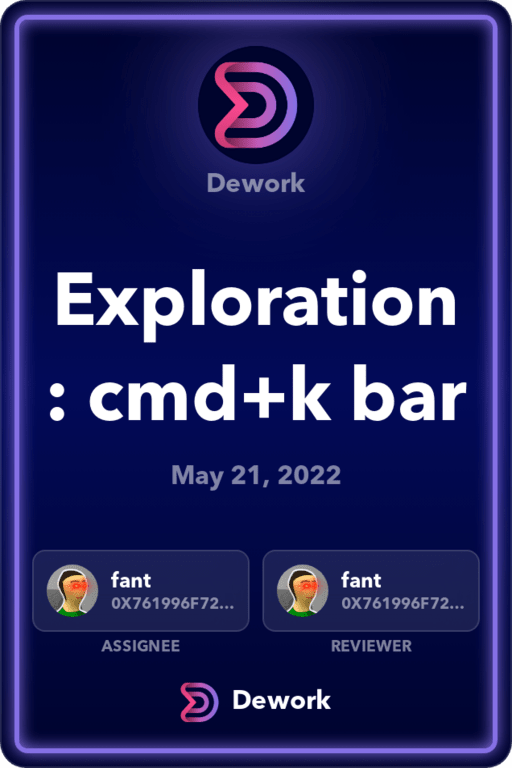 Dework
Exploration
: cmd+k bar
May 21, 2022
fant
0X761996F72...
ASSIGNEE
fant
0X761996F72...
REVIEWER
Dework